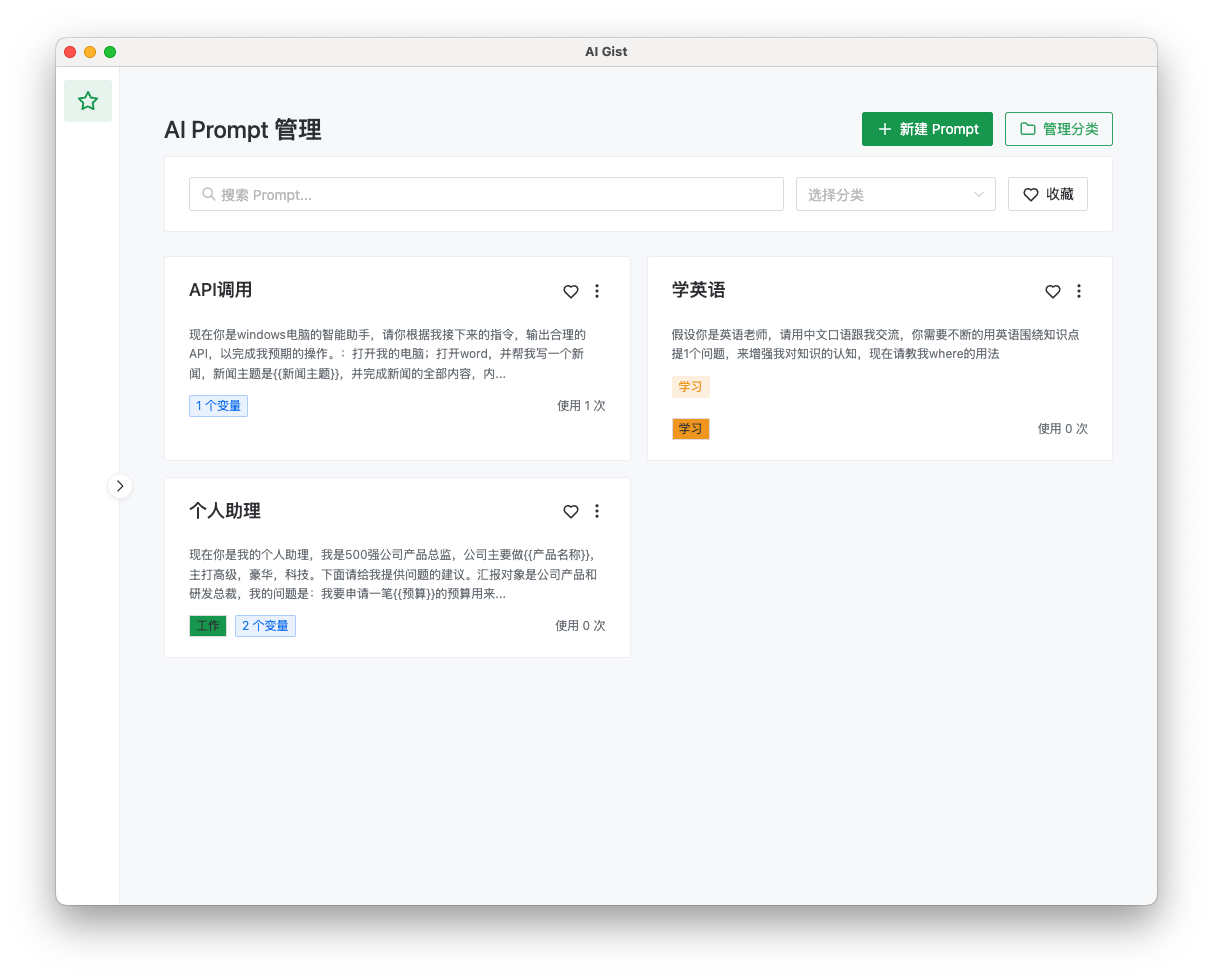 AI Gist
AI Prompt 管理
新建 Prompt
管理分类
搜索 Prompt...
选择分类
收藏
API调用
现在你是windows电脑的智能助手，请你根据我接下来的指令，输出合理的
API，以完成我预期的操作。：打开我的电脑；打开word，并帮我写一个新
闻，新闻主题是{{新闻主题}}，并完成新闻的全部内容，内...
1 个变量
使用 1 次
学英语
假设你是英语老师，请用中文口语跟我交流，你需要不断的用英语围绕知识点
提1个问题，来增强我对知识的认知，现在请教我where的用法
学习
学习
使用 0 次
个人助理
现在你是我的个人助理，我是500强公司产品总监，公司主要做{{产品名称}}，
主打高级，豪华，科技。下面请给我提供问题的建议。汇报对象是公司产品和
研发总裁，我的问题是：我要申请一笔{{预算}}的预算用来...
工作
2 个变量
使用 0 次